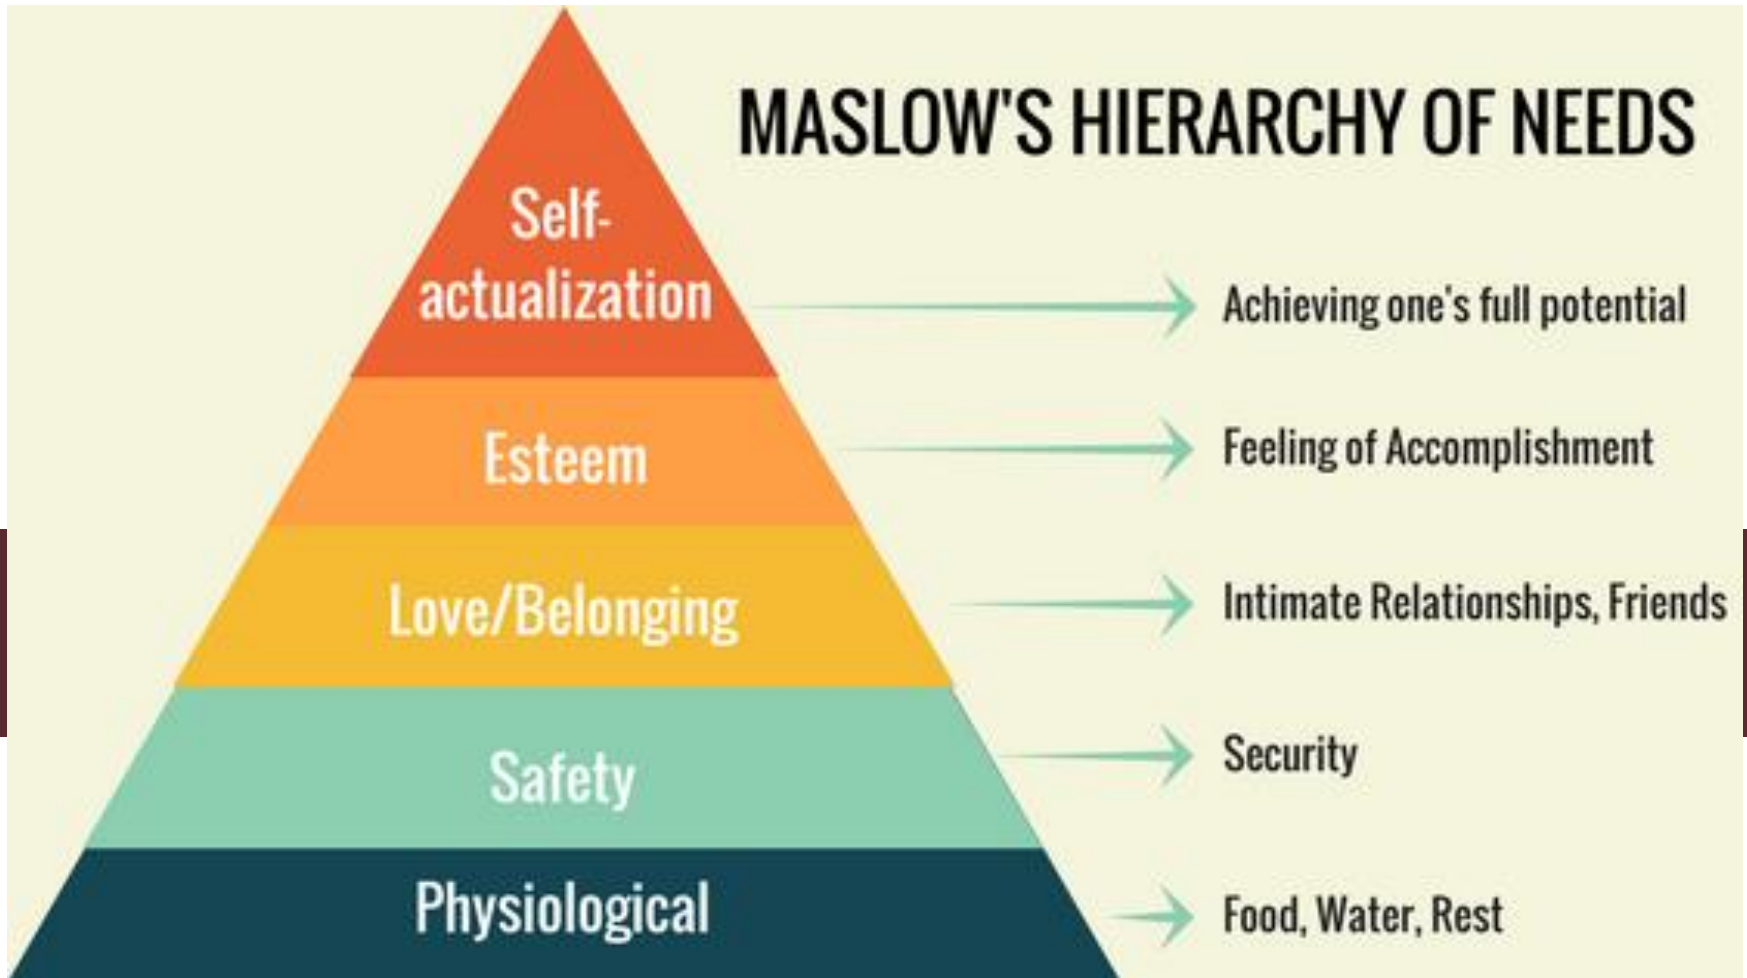 MASLOW'S HIERARCHY OF NEEDS
Self-
actualization
Achieving one's full potential
Esteem
Feeling of Accomplishment
Love/Belonging
Intimate Relationships, Friends
Safety
Security
Physiological
Food, Water, Rest